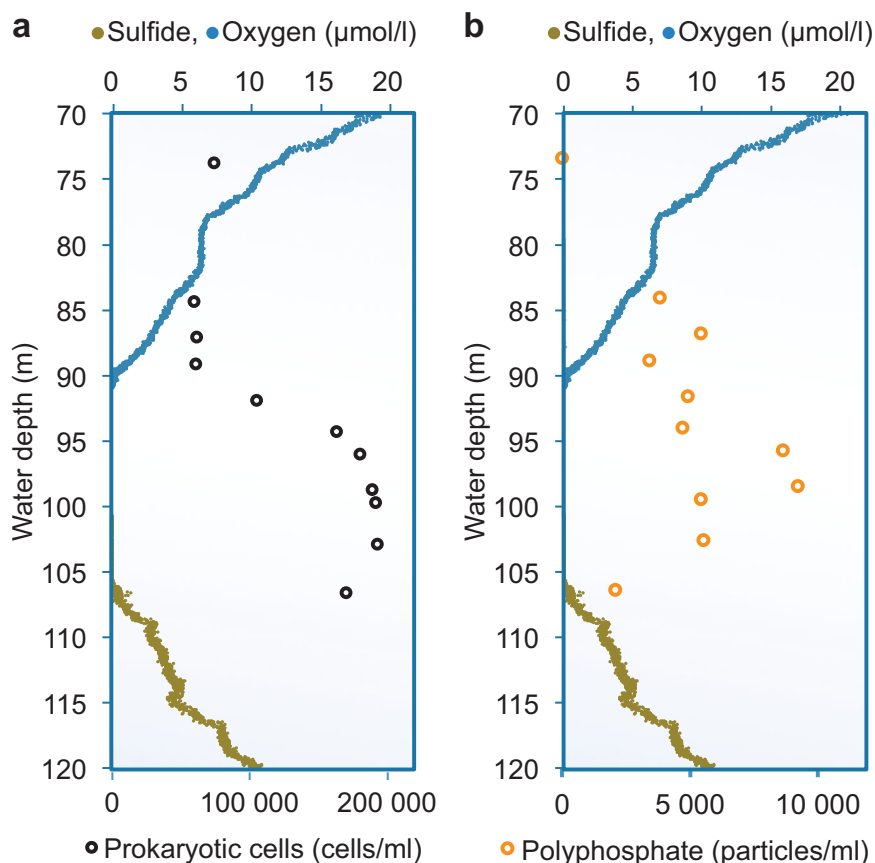 a
● Sulfide, ● Oxygen (µmol/l)
0 5 10 15 20
70
75
80
85
90
95
100
105
110
115
120
Water depth (m)
0 100 000 200 000
Prokaryotic cells (cells/ml)
b
● Sulfide, ● Oxygen (µmol/l)
0 5 10 15 20
70
75
80
85
90
95
100
105
110
115
120
Water depth (m)
0 5 000 10 000
Polyphosphate (particles/ml)